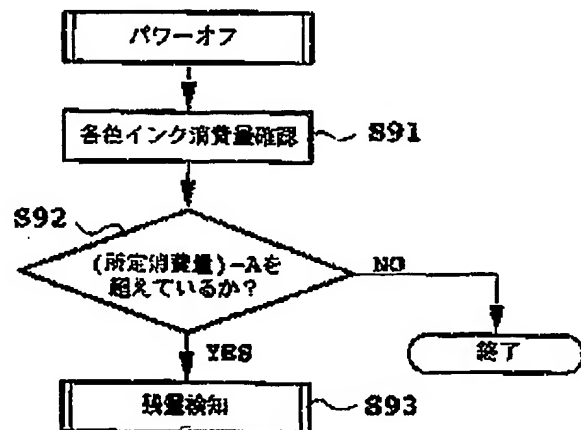 パワーオフ
各色インク消費量確認
S91
S92
(所定消費量)-Aを
超えているか?
NO
YES
終了
残量検知
S93